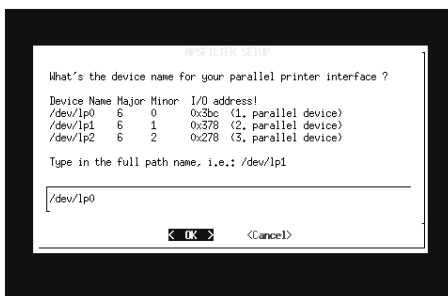 APSFILTER SETUP
What's the device name for your parallel printer interface ?
Device Name Major Minor I/O address!
/dev/lp0 6 0 0x3bc (1. parallel device)
/dev/lp1 6 1 0x378 (2. parallel device)
/dev/lp2 6 2 0x278 (3. parallel device)
Type in the full path name, i.e.: /dev/lp1
/dev/lp0
< OK > <Cancel>